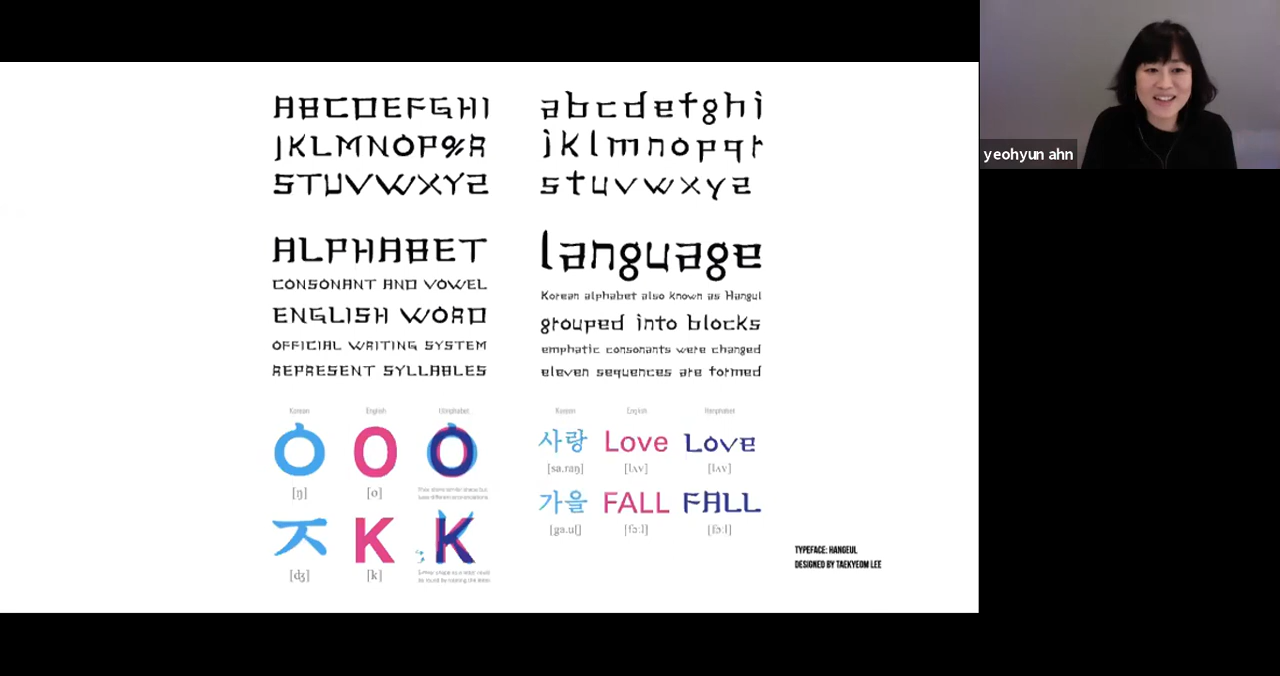 ABCDEFGHI
JKLMNOPQR
STUVWXYZ
abcdefghi
jklmnopqr
stuvwxyz
ALPHABET
CONSONANT AND VOWEL
ENGLISH WORD
OFFICIAL WRITING SYSTEM
REPRESENT SYLLABLES
language
Korean alphabet also known as Hangul
grouped into blocks
emphatic consonants were changed
eleven sequences are formed
Korean English
ㆁ O O
[ŋ] [o]
ㅈ K K
[ʤ] [k]
Korean English
사랑 Love LOVE
[sa.raŋ] [lʌv] [lʌv]
가을 FALL FALL
[fɔːl] [fɔːl]
TYPEFACE: HANGEUL
DESIGNED BY TAEKYEOM LEE
yeohyun ahn